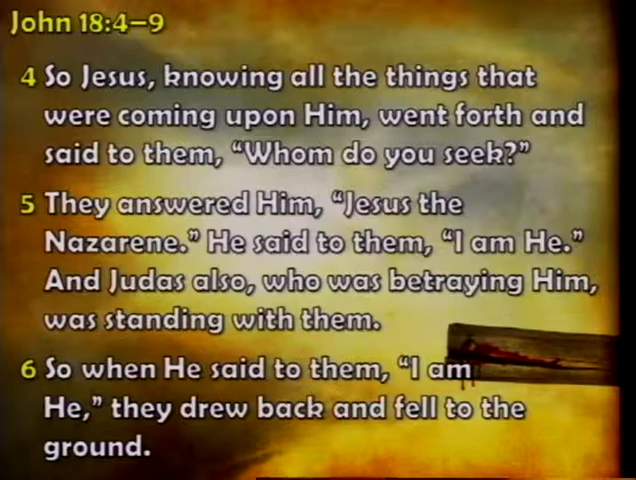 John 18:4–9
4 So Jesus, knowing all the things that
were coming upon Him, went forth and
said to them, “Whom do you seek?”
5 They answered Him, “Jesus the
Nazarene.” He said to them, “I am He.”
And Judas also, who was betraying Him,
was standing with them.
6 So when He said to them, “I am
He,” they drew back and fell to the
ground.